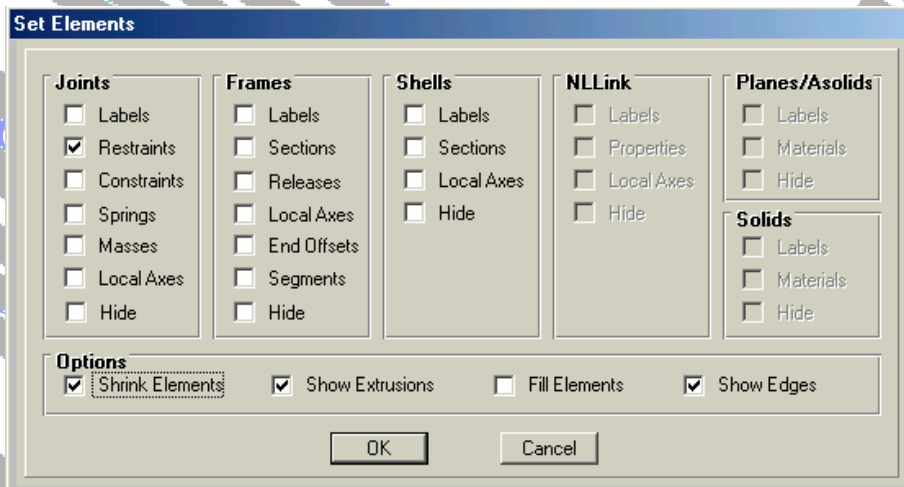 Set Elements
Joints
Labels
Restraints
Constraints
Springs
Masses
Local Axes
Hide
Frames
Labels
Sections
Releases
Local Axes
End Offsets
Segments
Hide
Shells
Labels
Sections
Local Axes
Hide
NLLink
Labels
Properties
Local Axes
Hide
Planes/Asolids
Labels
Materials
Hide
Solids
Labels
Materials
Hide
Options
Shrink Elements
Show Extrusions
Fill Elements
Show Edges
OK
Cancel